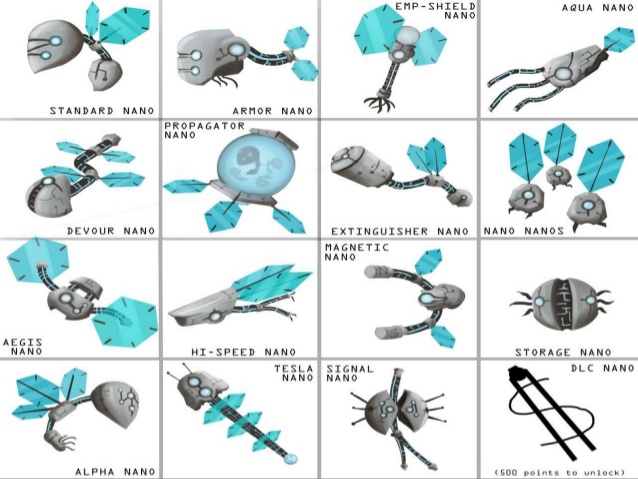 STANDARD NANO
ARMOR NANO
EMP-SHIELD
NANO
AQUA NANO
DEVOUR NANO
PROPAGATOR
NANO
EXTINGUISHER NANO
NANO NANOS
AEGIS
NANO
HI-SPEED NANO
MAGNETIC
NANO
STORAGE NANO
ALPHA NANO
TESLA
NANO
SIGNAL
NANO
DLC NANO
(500 points to unlock)